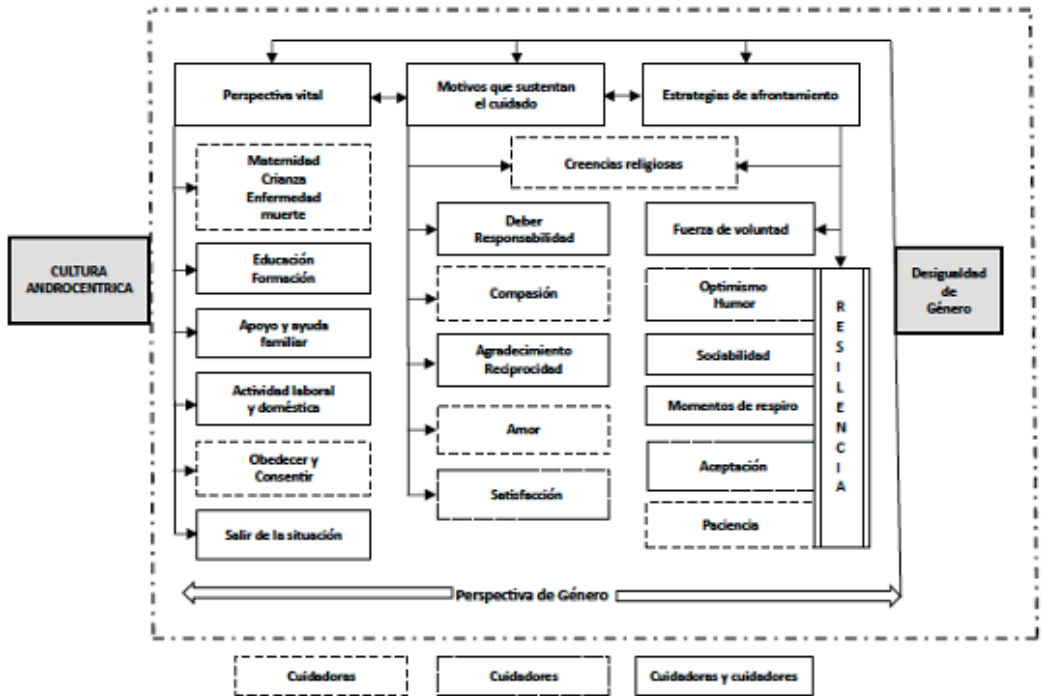 Perspectiva vital
Motivos que sustentan
el cuidado
Estrategias de afrontamiento
Creencias religiosas
Maternidad
Crianza
Enfermedad
muerte
Educación
Formación
Apoyo y ayuda
familiar
Actividad laboral
y doméstica
Obedecer y
Consentir
Salir de la situación
Deber
Responsabilidad
Compasión
Agradecimiento
Reciprocidad
Amor
Satisfacción
Fuerza de voluntad
Optimismo
Humor
Sociabilidad
Momentos de respiro
Aceptación
Paciencia
RESILENCIA
CULTURA
ANDROCENTRICA
Desigualdad
de
Género
Perspectiva de Género
Cuidadoras
Cuidadores
Cuidadoras y cuidadores